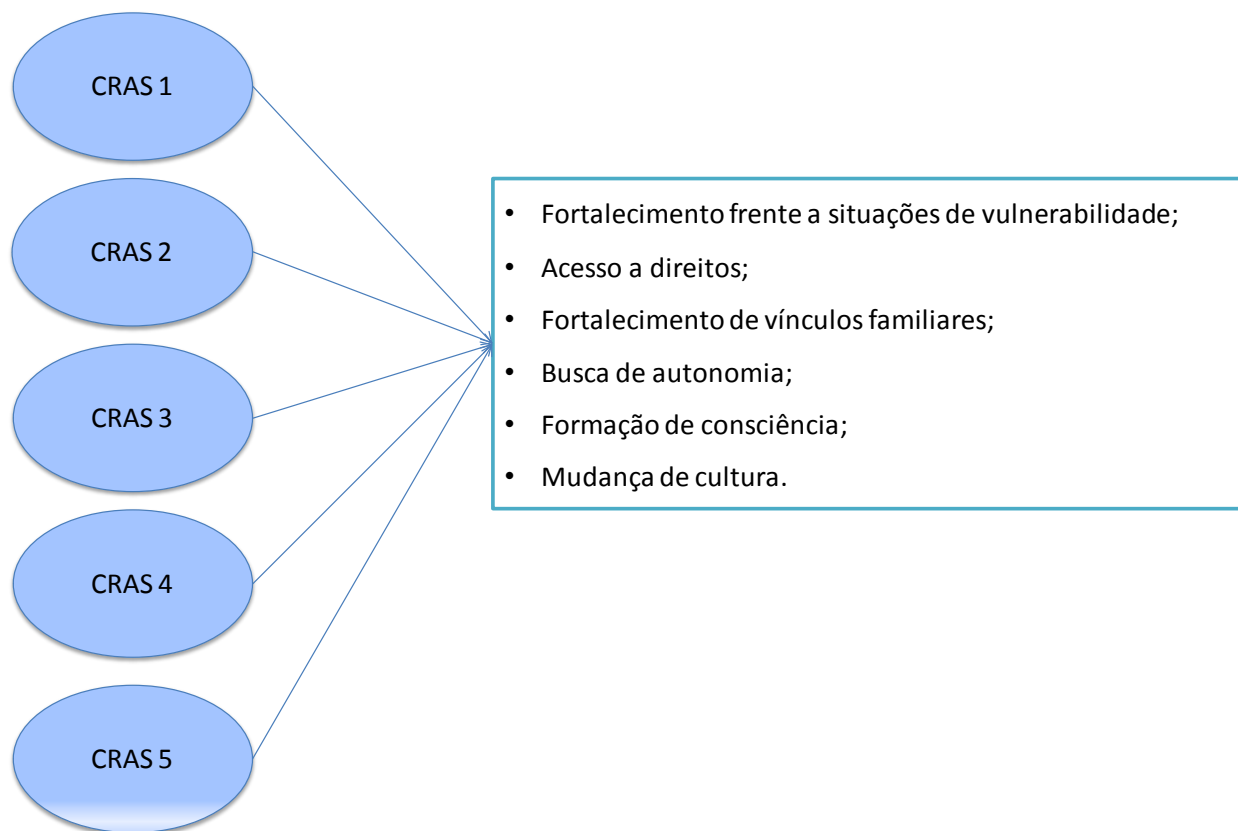 CRAS 1
CRAS 2
CRAS 3
CRAS 4
CRAS 5
• Fortalecimento frente a situações de vulnerabilidade;
• Acesso a direitos;
• Fortalecimento de vínculos familiares;
• Busca de autonomia;
• Formação de consciência;
• Mudança de cultura.